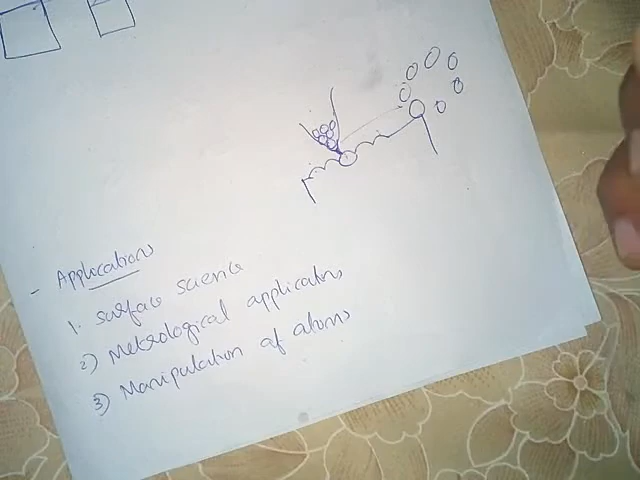 - Applications
1. Surface science
2) Metrological applications
3) Manipulation of atoms